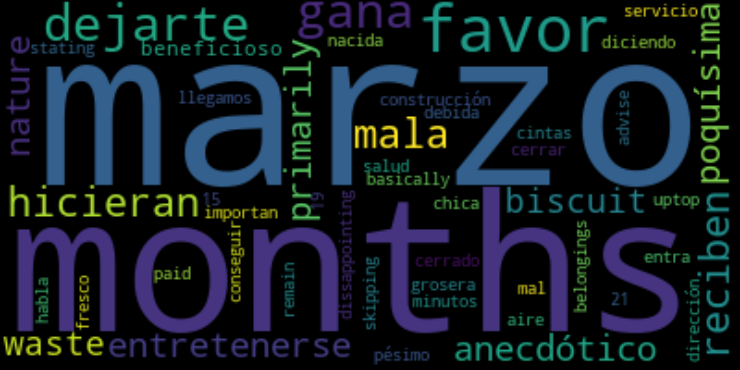 dejarte
gana
favor
servicio
stating
beneficioso
nacida
diciendo
nature
primarily
poquísima
marzo
llegamos
construcción
debida
advise
mala
cintas
cerrar
salud
basically
hicieran
15
importan
19
chica
biscuit
uptop
months
conseguir
dissappointing
cerrado
belongings
entra
reciben
habla
fresco
paid
remain
skipping
grosera
minutos
mal
21
aire
dirección
waste
entretenerse
pésimo
anecdótico